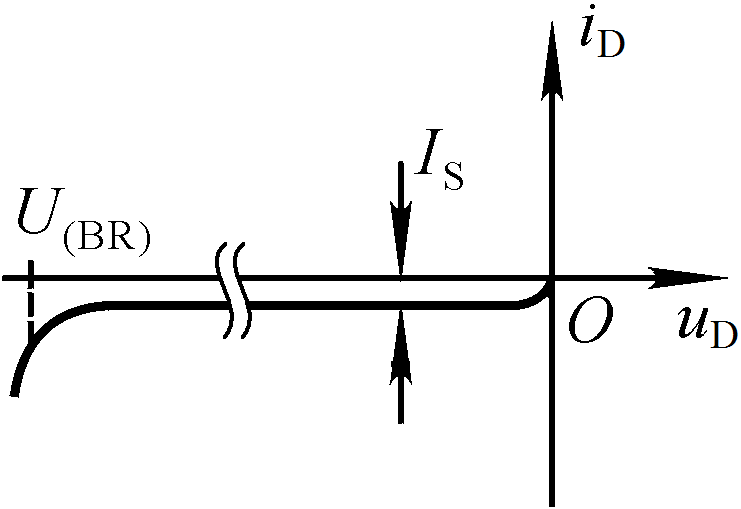 i_D
I_S
U_(BR)
O
u_D